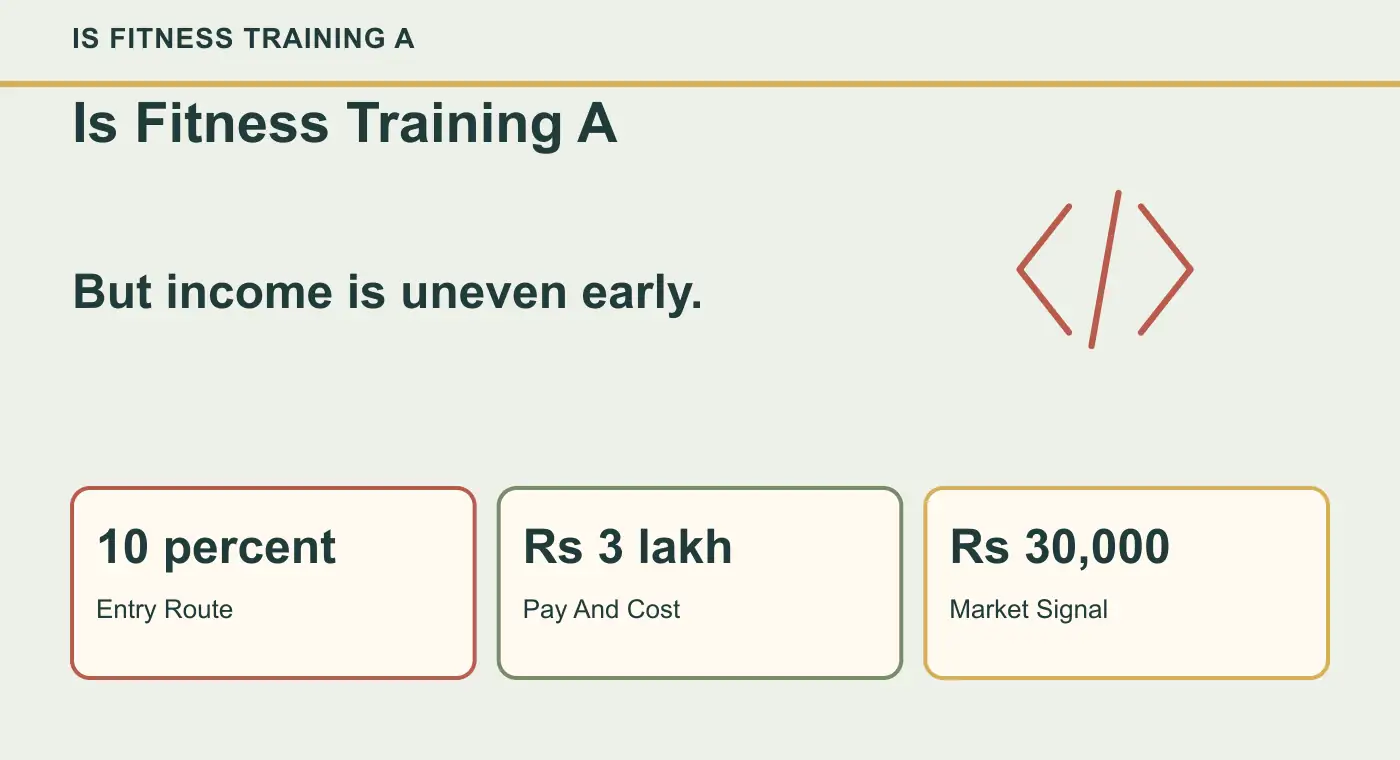 IS FITNESS TRAINING A
Is Fitness Training A
But income is uneven early.
10 percent
Entry Route
Rs 3 lakh
Pay And Cost
Rs 30,000
Market Signal